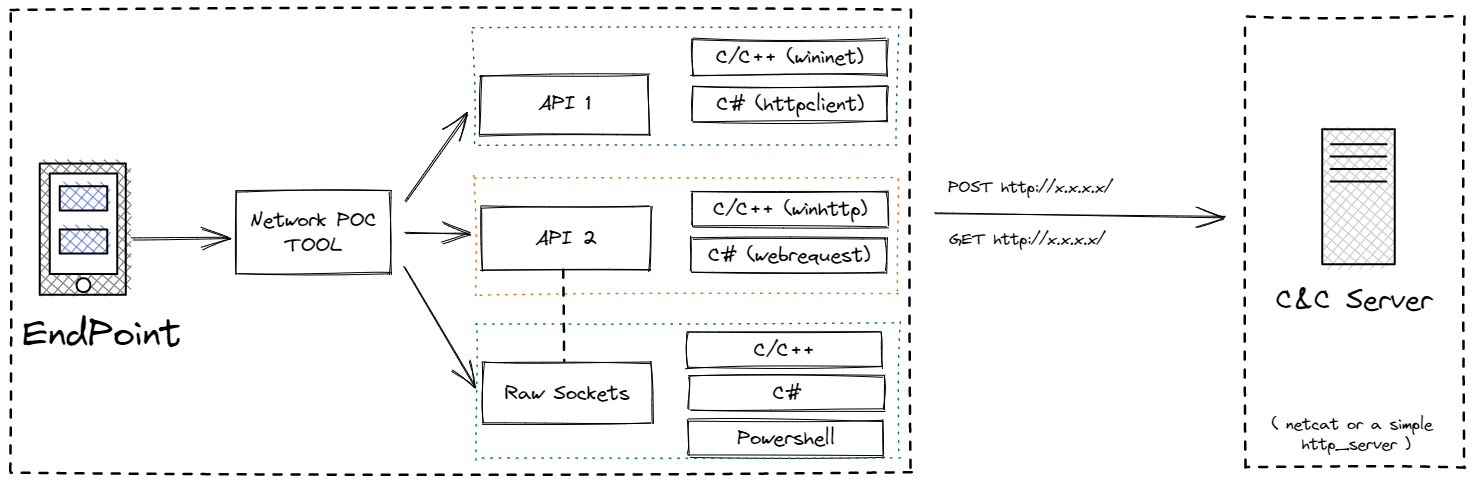 EndPoint
Network POC
TOOL
API 1
C/C++ (wininet)
C# (httpclient)
API 2
C/C++ (winhttp)
C# (webrequest)
Raw Sockets
C/C++
C#
Powershell
POST http://x.x.x.x/
GET http://x.x.x.x/
C&C Server
( netcat or a simple
http_server )